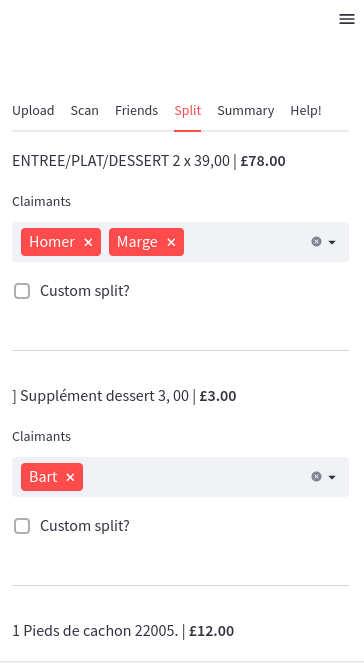 Upload Scan Friends Split Summary Help!
ENTREE/PLAT/DESSERT 2 x 39,00 | £78.00
Claimants
Homer × Marge ×
Custom split?
] Supplément dessert 3, 00 | £3.00
Claimants
Bart ×
Custom split?
1 Pieds de cachon 22005. | £12.00